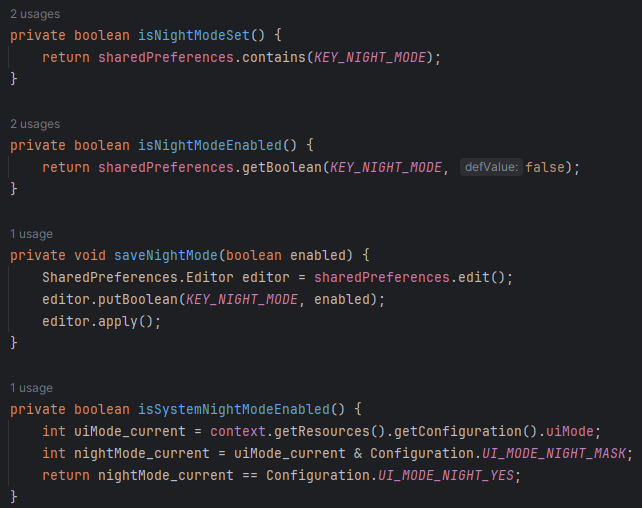 2 usages
private boolean isNightModeSet() {
return sharedPreferences.contains(KEY_NIGHT_MODE);
}
2 usages
private boolean isNightModeEnabled() {
return sharedPreferences.getBoolean(KEY_NIGHT_MODE, defValue: false);
}
1 usage
private void saveNightMode(boolean enabled) {
SharedPreferences.Editor editor = sharedPreferences.edit();
editor.putBoolean(KEY_NIGHT_MODE, enabled);
editor.apply();
}
1 usage
private boolean isSystemNightModeEnabled() {
int uiMode_current = context.getResources().getConfiguration().uiMode;
int nightMode_current = uiMode_current & Configuration.UI_MODE_NIGHT_MASK;
return nightMode_current == Configuration.UI_MODE_NIGHT_YES;
}